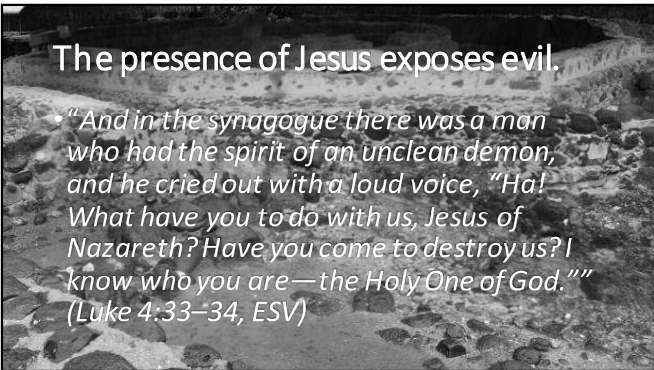 The presence of Jesus exposes evil.
•“And in the synagogue there was a man
who had the spirit of an unclean demon,
and he cried out with a loud voice, “Ha!
What have you to do with us, Jesus of
Nazareth? Have you come to destroy us? I
know who you are—the Holy One of God.””
(Luke 4:33–34, ESV)